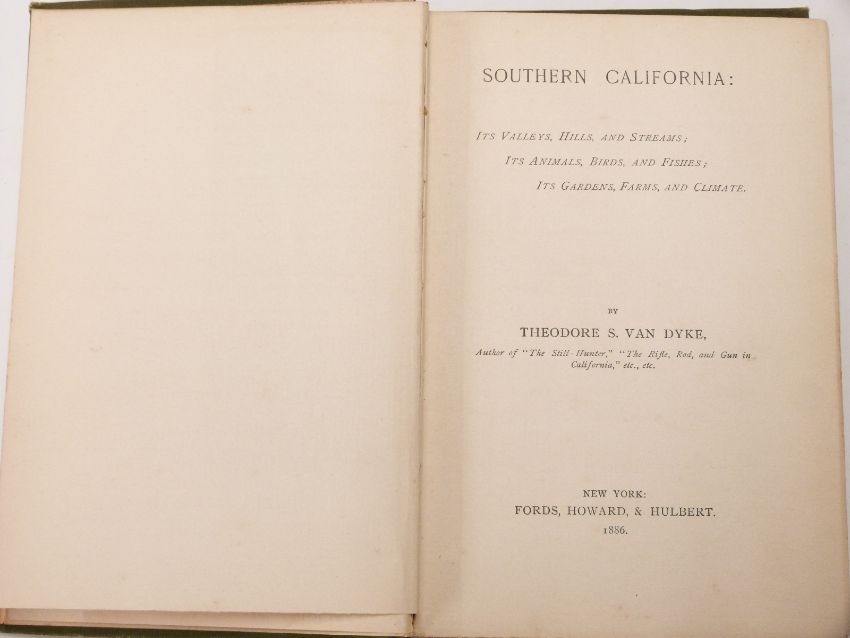 SOUTHERN CALIFORNIA:
ITS VALLEYS, HILLS, AND STREAMS;
ITS ANIMALS, BIRDS, AND FISHES;
ITS GARDENS, FARMS, AND CLIMATE.
BY
THEODORE S. VAN DYKE,
Author of "The Still-Hunter," "The Rifle, Rod, and Gun in
California," etc., etc.
NEW YORK:
FORDS, HOWARD, & HULBERT.
1886.